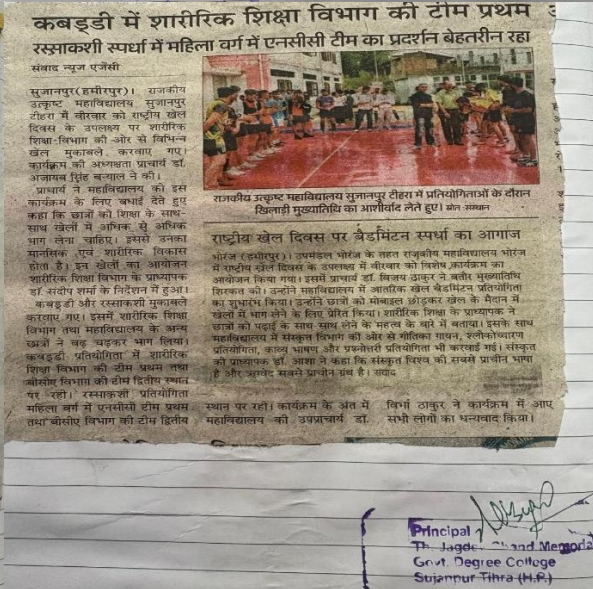 कबड्डी में शारीरिक शिक्षा विभाग की टीम प्रथम
रस्साकशी स्पर्धा में महिला वर्ग में एनसीसी टीम का प्रदर्शन बेहतरीन रहा
संवाद न्यूज एजेंसी
सुजानपुर (हमीरपुर)। राजकीय
उत्कृष्ट महाविद्यालय सुजानपुर
टीहरा में वीरवार को राष्ट्रीय खेल
दिवस के उपलक्ष्य पर शारीरिक
शिक्षा विभाग की ओर से विभिन्न
खेल मुकाबले करवाए गए।
कार्यक्रम की अध्यक्षता प्राचार्य डॉ.
अजायब सिंह बन्याल ने की।
प्राचार्य ने महाविद्यालय को इस
कार्यक्रम के लिए बधाई देते हुए
कहा कि छात्रों को शिक्षा के साथ-
साथ खेलों में अधिक से अधिक
भाग लेना चाहिए। इससे उनका
मानसिक एवं शारीरिक विकास
होता है। इन खेलों का आयोजन
शारीरिक शिक्षा विभाग के प्राध्यापक
डॉ. संदीप शर्मा के निर्देशन में हुआ।
कबड्डी और रस्साकशी मुकाबले
करवाए गए। इसमें शारीरिक शिक्षा
विभाग तथा महाविद्यालय के अन्य
छात्रों ने बढ़ चढ़कर भाग लिया।
कबड्डी प्रतियोगिता में शारीरिक
शिक्षा विभाग की टीम प्रथम तथा
बीसीए विभाग की टीम द्वितीय स्थान
पर रही। रस्साकशी प्रतियोगिता
महिला वर्ग में एनसीसी टीम प्रथम
तथा बीसीए विभाग की टीम द्वितीय
स्थान पर रही। कार्यक्रम के अंत में
महाविद्यालय की उपप्राचार्य डॉ.
विभा ठाकुर ने कार्यक्रम में आए
सभी लोगों का धन्यवाद किया।
राजकीय उत्कृष्ट महाविद्यालय सुजानपुर टीहरा में प्रतियोगिताओं के दौरान
खिलाड़ी मुख्यातिथि का आशीर्वाद लेते हुए। स्रोत : संस्थान
राष्ट्रीय खेल दिवस पर बैडमिंटन स्पर्धा का आगाज
भोरंज (हमीरपुर)। उपमंडल भोरंज के तहत राजकीय महाविद्यालय भोरंज
में राष्ट्रीय खेल दिवस के उपलक्ष्य में वीरवार को विशेष कार्यक्रम का
आयोजन किया गया। इसमें प्राचार्य डॉ. विजय ठाकुर ने बतौर मुख्यातिथि
शिरकत की। उन्होंने महाविद्यालय में आंतरिक खेल बैडमिंटन प्रतियोगिता
का शुभारंभ किया। उन्होंने छात्रों को मोबाइल छोड़कर खेल के मैदान में
खेलों में भाग लेने के लिए प्रेरित किया। शारीरिक शिक्षा के प्राध्यापक ने
छात्रों को पढ़ाई के साथ साथ खेलने के महत्व के बारे में बताया। इसके साथ
महाविद्यालय में संस्कृत विभाग की ओर से गीतिका गायन, श्लोकोच्चारण
प्रतियोगिता, काव्य भाषण और प्रश्नोत्तरी प्रतियोगिता भी करवाई गई। संस्कृत
की प्राध्यापक डॉ. आशा ने कहा कि संस्कृत विश्व की सबसे प्राचीन भाषा
है और ऋग्वेद सबसे प्राचीन ग्रंथ है। संवाद
Principal
Th. Jagdev Chand Memorial
Govt. Degree College
Sujanpur Tihra (H.P.)